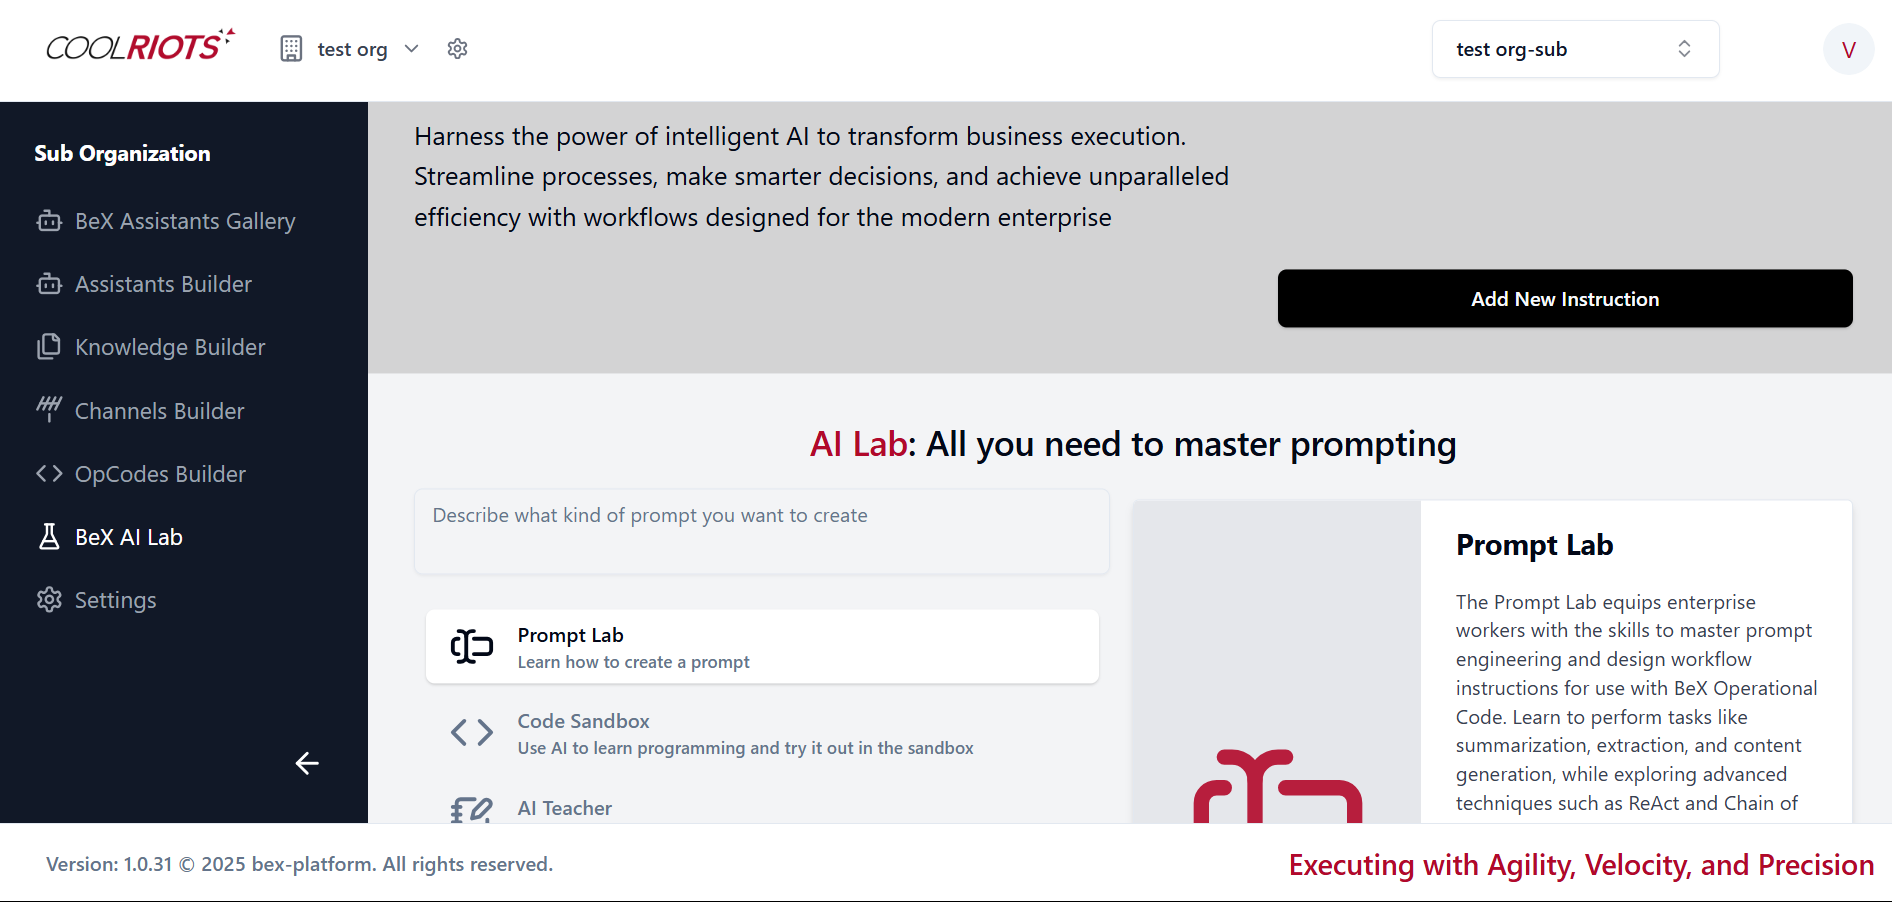 COOLRIOTS
test org
test org-sub
V
Sub Organization
BeX Assistants Gallery
Assistants Builder
Knowledge Builder
Channels Builder
OpCodes Builder
BeX AI Lab
Settings
Harness the power of intelligent AI to transform business execution.
Streamline processes, make smarter decisions, and achieve unparalleled
efficiency with workflows designed for the modern enterprise
Add New Instruction
AI Lab: All you need to master prompting
Describe what kind of prompt you want to create
Prompt Lab
Learn how to create a prompt
Code Sandbox
Use AI to learn programming and try it out in the sandbox
AI Teacher
Prompt Lab
The Prompt Lab equips enterprise
workers with the skills to master prompt
engineering and design workflow
instructions for use with BeX Operational
Code. Learn to perform tasks like
summarization, extraction, and content
generation, while exploring advanced
techniques such as ReAct and Chain of
Version: 1.0.31 © 2025 bex-platform. All rights reserved.
Executing with Agility, Velocity, and Precision